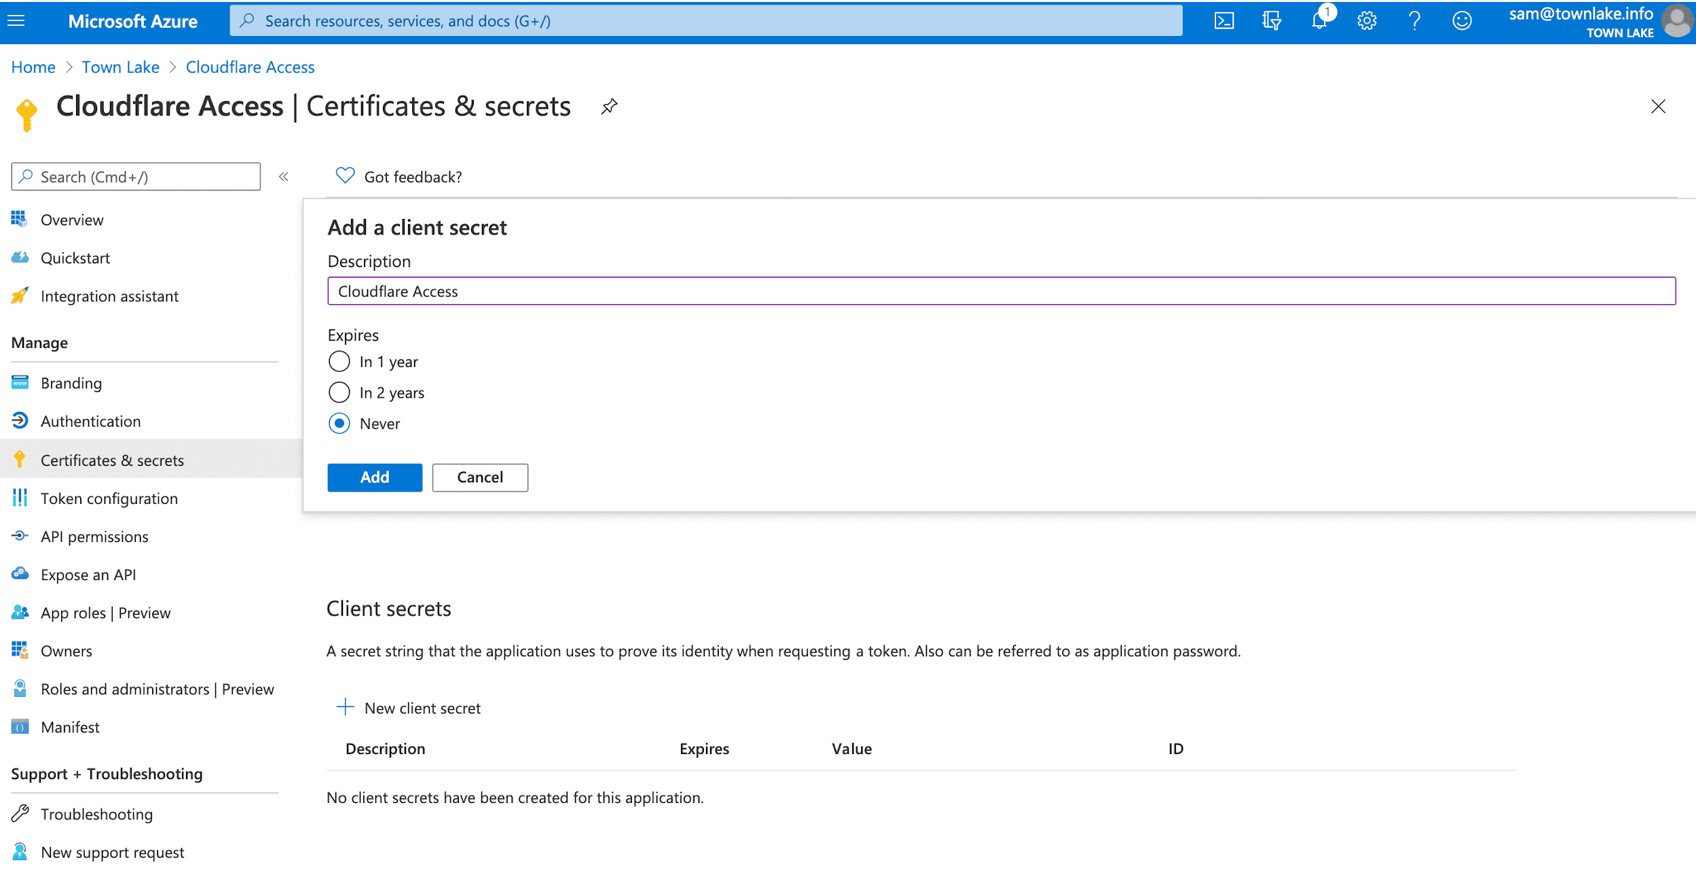 Microsoft Azure
Search resources, services, and docs (G+/)
1
sam@townlake.info
TOWN LAKE
Home > Town Lake > Cloudflare Access
Cloudflare Access | Certificates & secrets
Search (Cmd+/)
«
Got feedback?
Overview
Quickstart
Integration assistant
Manage
Branding
Authentication
Certificates & secrets
Token configuration
API permissions
Expose an API
App roles | Preview
Owners
Roles and administrators | Preview
Manifest
Support + Troubleshooting
Troubleshooting
New support request
Add a client secret
Description
Cloudflare Access
Expires
In 1 year
In 2 years
Never
Add Cancel
Client secrets
A secret string that the application uses to prove its identity when requesting a token. Also can be referred to as application password.
New client secret
Description Expires Value ID
No client secrets have been created for this application.